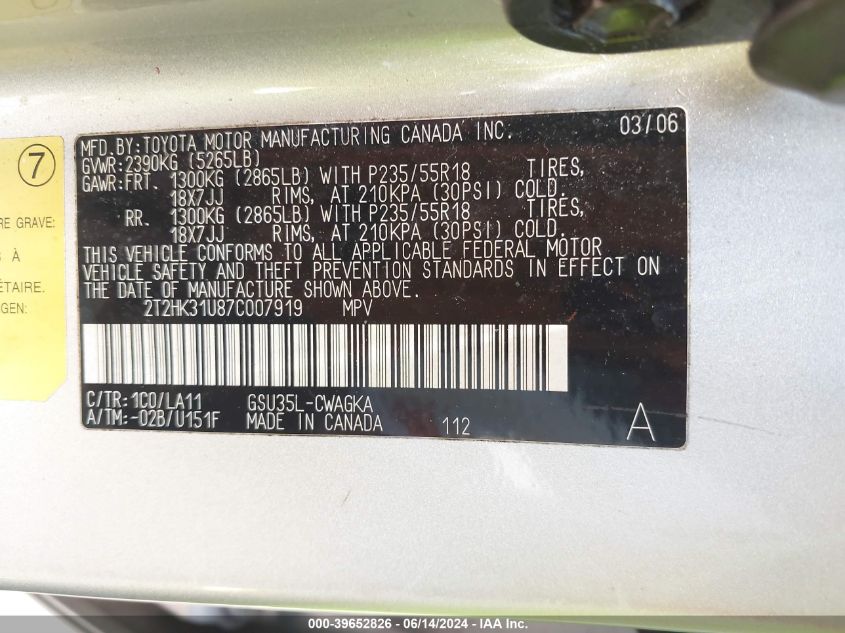 7
RE GRAVE:
S À
ÉTAIRE.
GEN:
MFD. BY: TOYOTA MOTOR MANUFACTURING CANADA INC. 03/06
GVWR: 2390KG (5265LB)
GAWR: FRT. 1300KG (2865LB) WITH P235/55R18 TIRES,
18X7JJ RIMS, AT 210KPA (30PSI) COLD.
RR. 1300KG (2865LB) WITH P235/55R18 TIRES,
18X7JJ RIMS, AT 210KPA (30PSI) COLD.
THIS VEHICLE CONFORMS TO ALL APPLICABLE FEDERAL MOTOR
VEHICLE SAFETY AND THEFT PREVENTION STANDARDS IN EFFECT ON
THE DATE OF MANUFACTURE SHOWN ABOVE.
2T2HK31U87C007919 MPV
C/TR: 1C0/LA11 GSU35L-CWAGKA
A/TM: -02B/U151F MADE IN CANADA 112 A
000-39652826 - 06/14/2024 - IAA Inc.